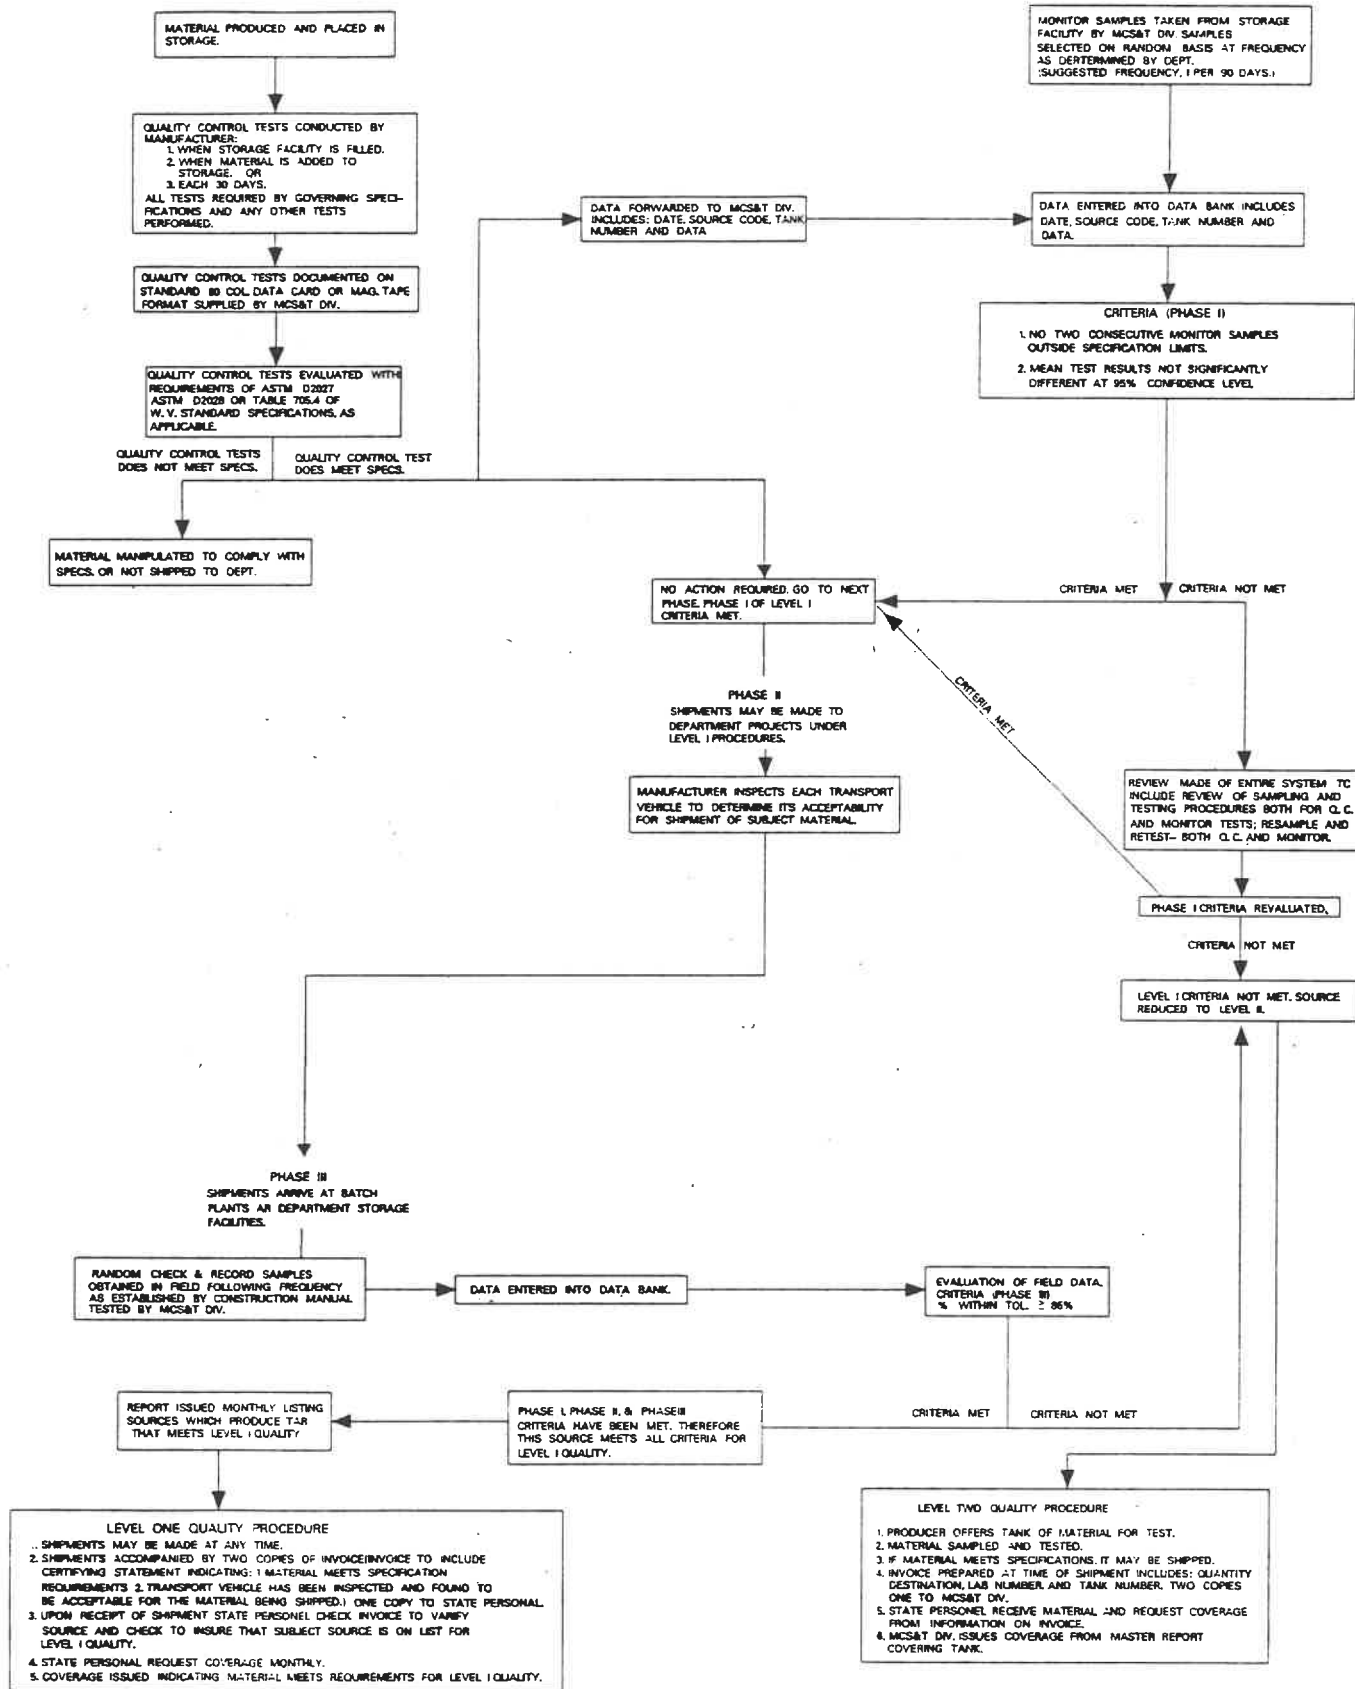 MATERIAL PRODUCED AND PLACED IN
STORAGE.
MONITOR SAMPLES TAKEN FROM STORAGE
FACILITY BY MCS&T DIV. SAMPLES
SELECTED ON RANDOM BASIS AT FREQUENCY
AS DERTERMINED BY DEPT.
(SUGGESTED FREQUENCY, 1 PER 90 DAYS.)
QUALITY CONTROL TESTS CONDUCTED BY
MANUFACTURER:
1. WHEN STORAGE FACILITY IS FILLED.
2. WHEN MATERIAL IS ADDED TO
STORAGE. OR
3. EACH 30 DAYS.
ALL TESTS REQUIRED BY GOVERNING SPECI-
FICATIONS AND ANY OTHER TESTS
PERFORMED.
DATA FORWARDED TO MCS&T DIV.
INCLUDES: DATE, SOURCE CODE, TANK
NUMBER AND DATA
DATA ENTERED INTO DATA BANK INCLUDES
DATE, SOURCE CODE, TANK NUMBER AND
DATA.
QUALITY CONTROL TESTS DOCUMENTED ON
STANDARD 80 COL. DATA CARD OR MAG. TAPE
FORMAT SUPPLIED BY MCS&T DIV.
CRITERIA (PHASE I)
1. NO TWO CONSECUTIVE MONITOR SAMPLES
OUTSIDE SPECIFICATION LIMITS.
2. MEAN TEST RESULTS NOT SIGNIFICANTLY
DIFFERENT AT 95% CONFIDENCE LEVEL
QUALITY CONTROL TESTS EVALUATED WITH
REQUIREMENTS OF ASTM D2027
ASTM D2028 OR TABLE 705.4 OF
W. V. STANDARD SPECIFICATIONS, AS
APPLICABLE.
QUALITY CONTROL TESTS
DOES NOT MEET SPECS.
QUALITY CONTROL TEST
DOES MEET SPECS.
MATERIAL MANIPULATED TO COMPLY WITH
SPECS. OR NOT SHIPPED TO DEPT.
NO ACTION REQUIRED. GO TO NEXT
PHASE. PHASE I OF LEVEL I
CRITERIA MET.
CRITERIA MET
CRITERIA NOT MET
CRITERIA MET
PHASE II
SHIPMENTS MAY BE MADE TO
DEPARTMENT PROJECTS UNDER
LEVEL I PROCEDURES.
MANUFACTURER INSPECTS EACH TRANSPORT
VEHICLE TO DETERMINE ITS ACCEPTABILITY
FOR SHIPMENT OF SUBJECT MATERIAL.
REVIEW MADE OF ENTIRE SYSTEM TO
INCLUDE REVIEW OF SAMPLING AND
TESTING PROCEDURES BOTH FOR Q.C.
AND MONITOR TESTS; RESAMPLE AND
RETEST- BOTH Q.C. AND MONITOR.
PHASE I CRITERIA REVALUATED.
CRITERIA NOT MET
LEVEL I CRITERIA NOT MET. SOURCE
REDUCED TO LEVEL II.
PHASE III
SHIPMENTS ARRIVE AT BATCH
PLANTS AR DEPARTMENT STORAGE
FACILITIES.
RANDOM CHECK & RECORD SAMPLES
OBTAINED IN FIELD FOLLOWING FREQUENCY
AS ESTABLISHED BY CONSTRUCTION MANUAL
TESTED BY MCS&T DIV.
DATA ENTERED INTO DATA BANK.
EVALUATION OF FIELD DATA.
CRITERIA (PHASE III)
% WITHIN TOL. ≥ 86%
REPORT ISSUED MONTHLY LISTING
SOURCES WHICH PRODUCE TAR
THAT MEETS LEVEL I QUALITY
PHASE I, PHASE II, & PHASEIII
CRITERIA HAVE BEEN MET. THEREFORE
THIS SOURCE MEETS ALL CRITERIA FOR
LEVEL I QUALITY.
CRITERIA MET
CRITERIA NOT MET
LEVEL ONE QUALITY PROCEDURE
1. SHIPMENTS MAY BE MADE AT ANY TIME.
2. SHIPMENTS ACCOMPANIED BY TWO COPIES OF INVOICE(INVOICE TO INCLUDE
CERTIFYING STATEMENT INDICATING: 1 MATERIAL MEETS SPECIFICATION
REQUIREMENTS 2. TRANSPORT VEHICLE HAS BEEN INSPECTED AND FOUND TO
BE ACCEPTABLE FOR THE MATERIAL BEING SHIPPED.) ONE COPY TO STATE PERSONAL
3. UPON RECEIPT OF SHIPMENT STATE PERSONEL CHECK INVOICE TO VARIFY
SOURCE AND CHECK TO INSURE THAT SUBJECT SOURCE IS ON LIST FOR
LEVEL I QUALITY.
4. STATE PERSONAL REQUEST COVERAGE MONTHLY.
5. COVERAGE ISSUED INDICATING MATERIAL MEETS REQUIREMENTS FOR LEVEL I QUALITY.
LEVEL TWO QUALITY PROCEDURE
1. PRODUCER OFFERS TANK OF MATERIAL FOR TEST.
2. MATERIAL SAMPLED AND TESTED.
3. IF MATERIAL MEETS SPECIFICATIONS, IT MAY BE SHIPPED.
4. INVOICE PREPARED AT TIME OF SHIPMENT INCLUDES: QUANTITY
DESTINATION, LAB NUMBER AND TANK NUMBER. TWO COPIES
ONE TO MCS&T DIV.
5. STATE PERSONEL RECEIVE MATERIAL AND REQUEST COVERAGE
FROM INFORMATION ON INVOICE.
6. MCS&T DIV. ISSUES COVERAGE FROM MASTER REPORT
COVERING TANK.